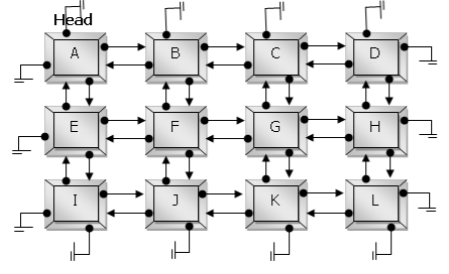 Head
A B C D
E F G H
I J K L